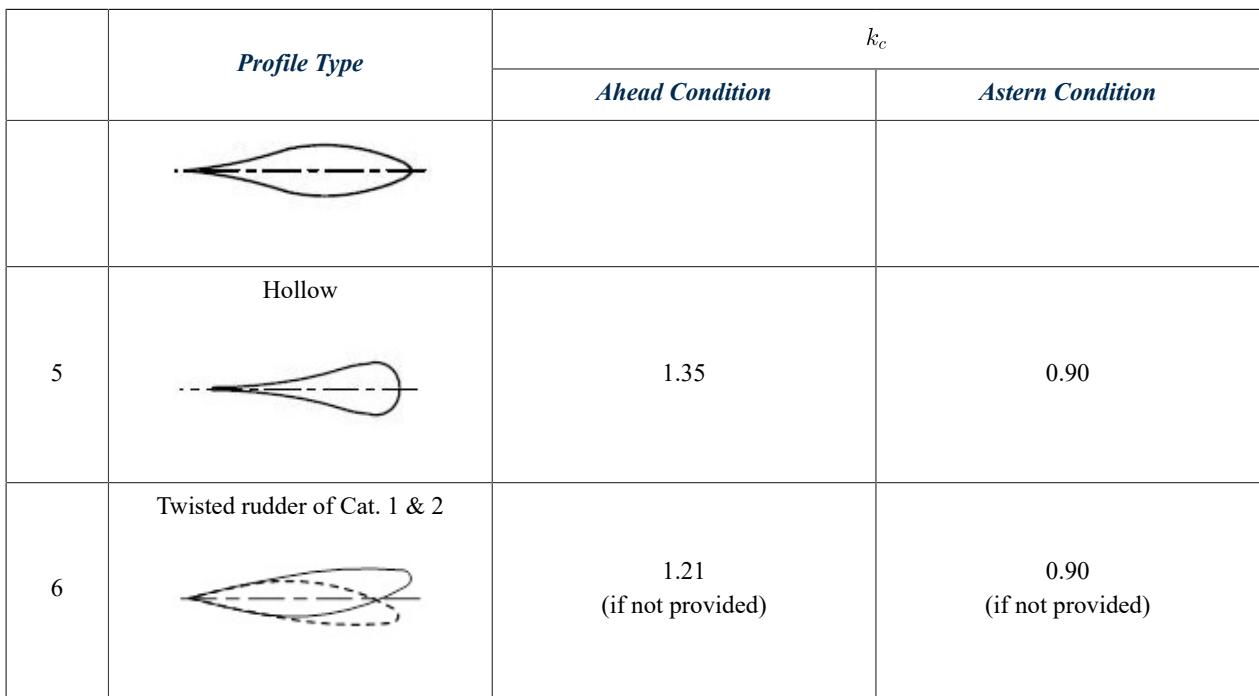 Profile Type
k_c
Ahead Condition
Astern Condition
Hollow
5
1.35
0.90
Twisted rudder of Cat. 1 & 2
6
1.21
(if not provided)
0.90
(if not provided)